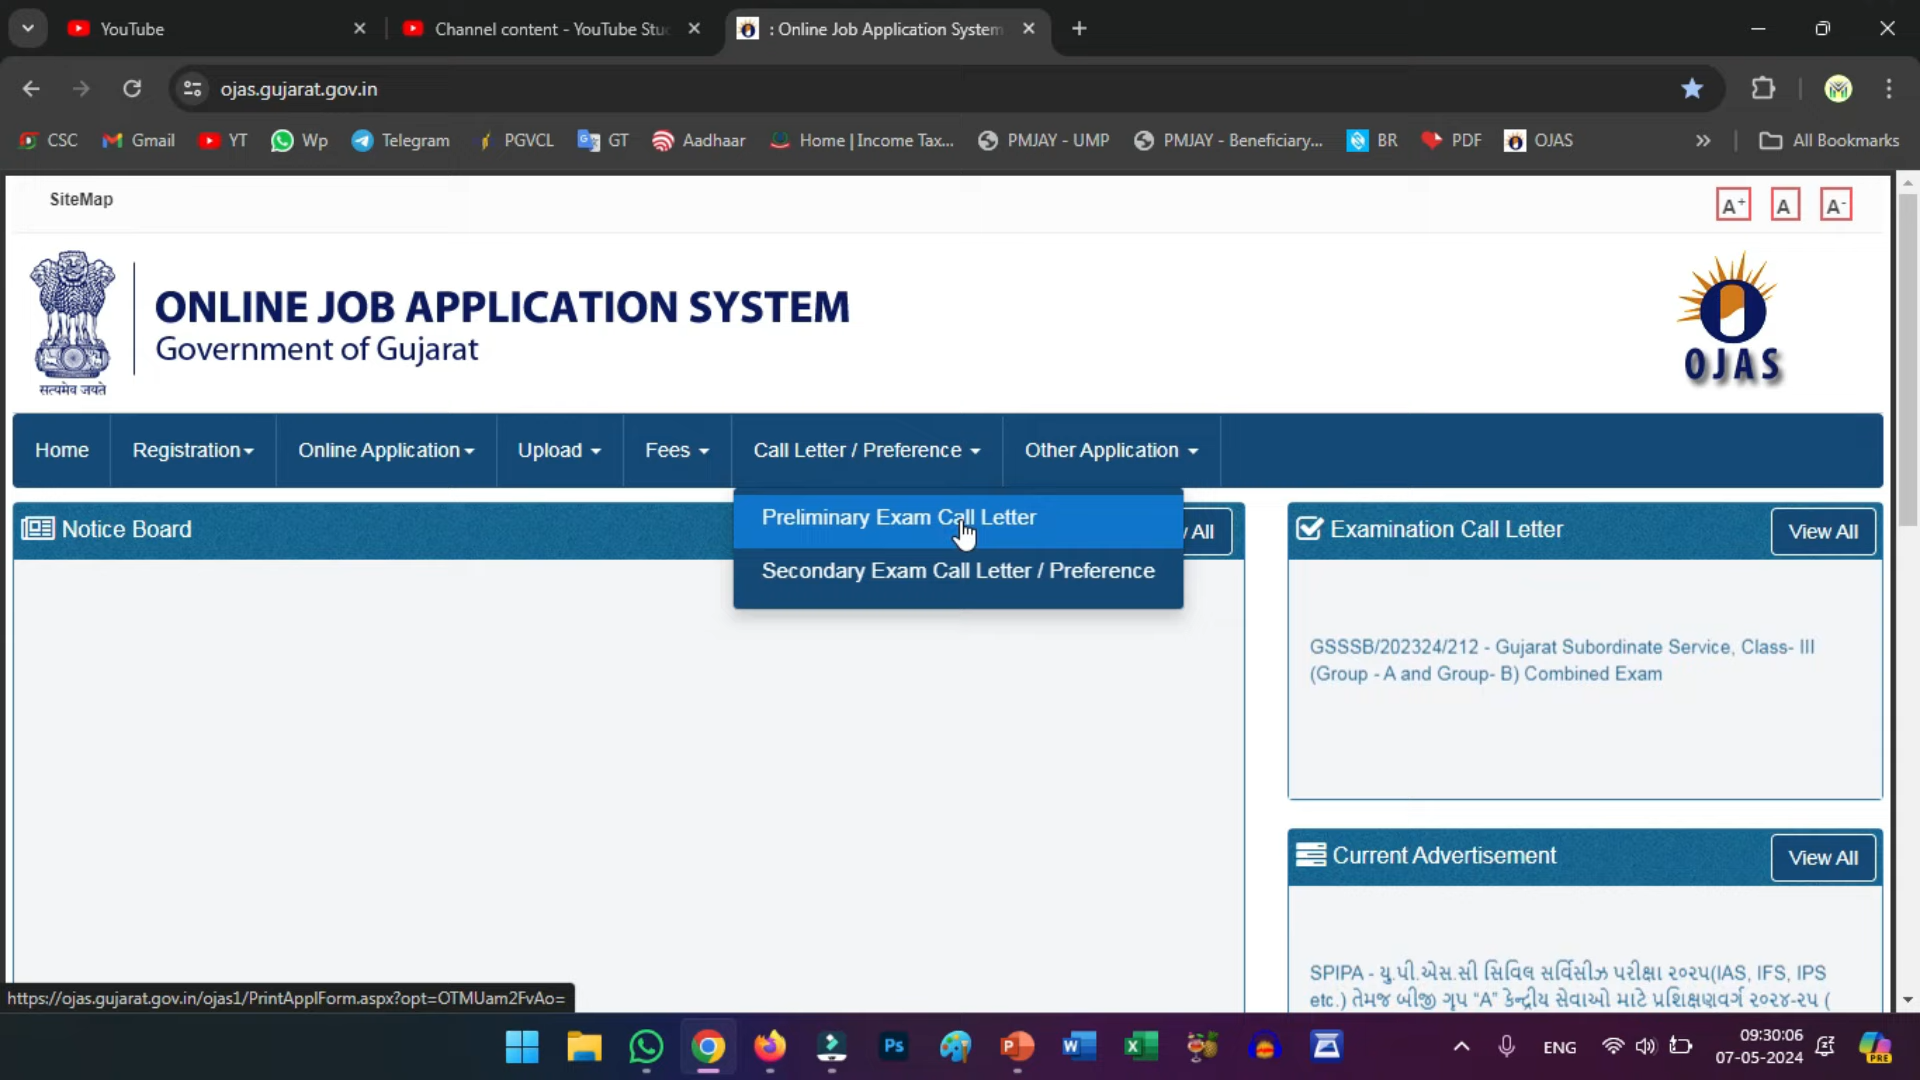 YouTube
Channel content - YouTube Stu
: Online Job Application System
ojas.gujarat.gov.in
CSC
Gmail
YT
Wp
Telegram
PGVCL
GT
Aadhaar
Home | Income Tax...
PMJAY - UMP
PMJAY - Beneficiary...
BR
PDF
OJAS
All Bookmarks
SiteMap
A+
A
A-
सत्यमेव जयते
ONLINE JOB APPLICATION SYSTEM
Government of Gujarat
OJAS
Home
Registration
Online Application
Upload
Fees
Call Letter / Preference
Other Application
Preliminary Exam Call Letter
Secondary Exam Call Letter / Preference
Notice Board
All
Examination Call Letter
View All
GSSSB/202324/212 - Gujarat Subordinate Service, Class- III
(Group - A and Group- B) Combined Exam
Current Advertisement
View All
SPIPA - યુ.પી.એસ.સી સિવિલ સર્વિસીઝ પરીક્ષા ૨૦૨૫(IAS, IFS, IPS
etc.) તેમજ બીજી ગૃપ “A” કેન્દ્રીય સેવાઓ માટે પ્રશિક્ષણવર્ગ ૨૦૨૪-૨૫ (
https://ojas.gujarat.gov.in/ojas1/PrintApplForm.aspx?opt=OTMUam2FvAo=
Ps
P
W
X
ENG
09:30:06
07-05-2024
PRE